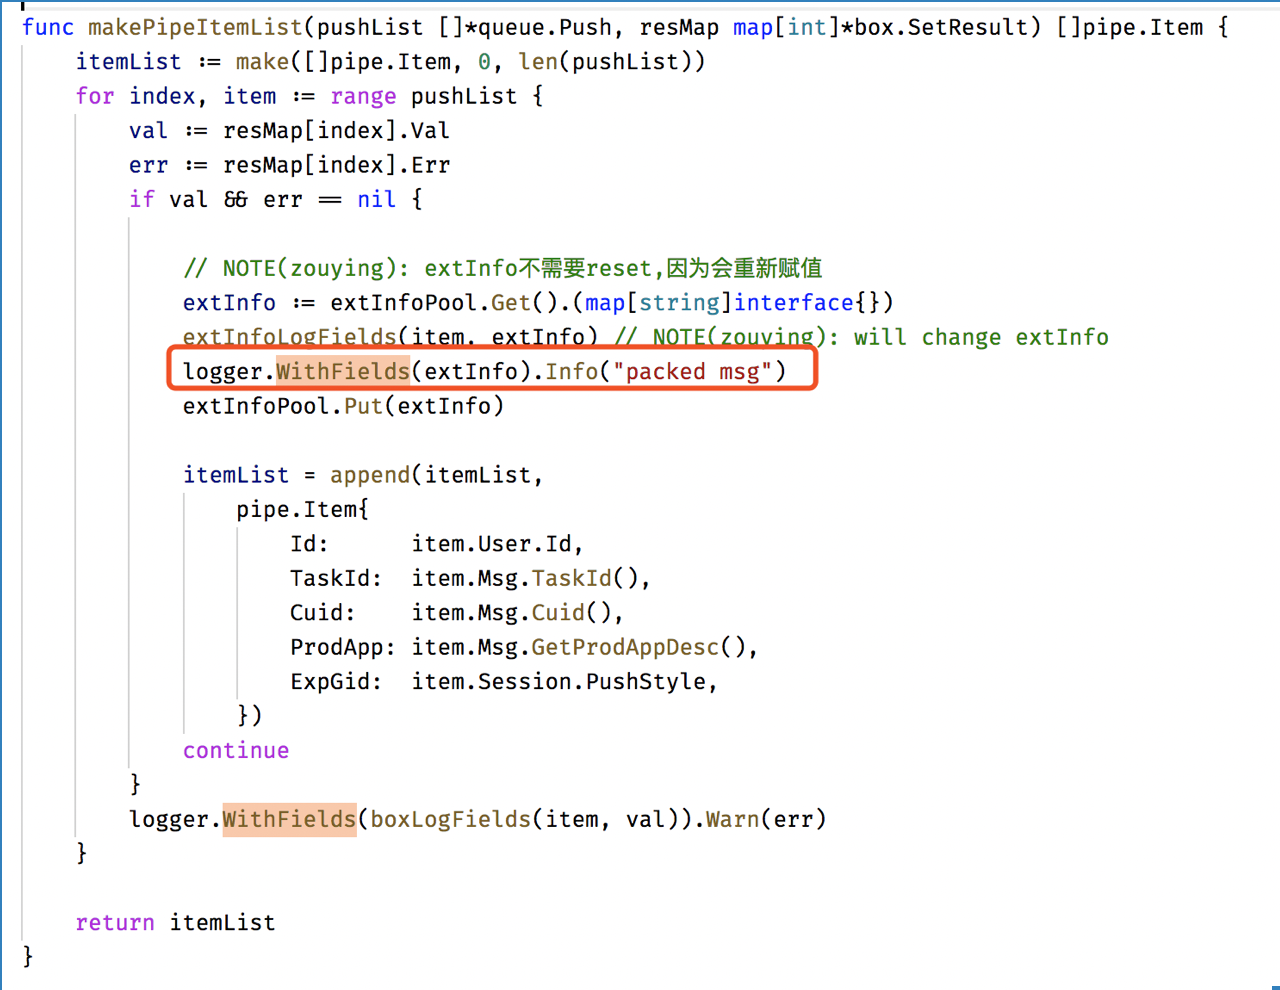 func makePipeItemList(pushList []*queue.Push, resMap map[int]*box.SetResult) []pipe.Item {
    itemList := make([]pipe.Item, 0, len(pushList))
    for index, item := range pushList {
        val := resMap[index].Val
        err := resMap[index].Err
        if val && err == nil {

            // NOTE(zouying): extInfo不需要reset,因为会重新赋值
            extInfo := extInfoPool.Get().(map[string]interface{})
            extInfoLogFields(item, extInfo) // NOTE(zouying): will change extInfo
            logger.WithFields(extInfo).Info("packed msg")
            extInfoPool.Put(extInfo)

            itemList = append(itemList,
                pipe.Item{
                    Id:      item.User.Id,
                    TaskId:  item.Msg.TaskId(),
                    Cuid:    item.Msg.Cuid(),
                    ProdApp: item.Msg.GetProdAppDesc(),
                    ExpGid:  item.Session.PushStyle,
                })
            continue
        }
        logger.WithFields(boxLogFields(item, val)).Warn(err)
    }

    return itemList
}